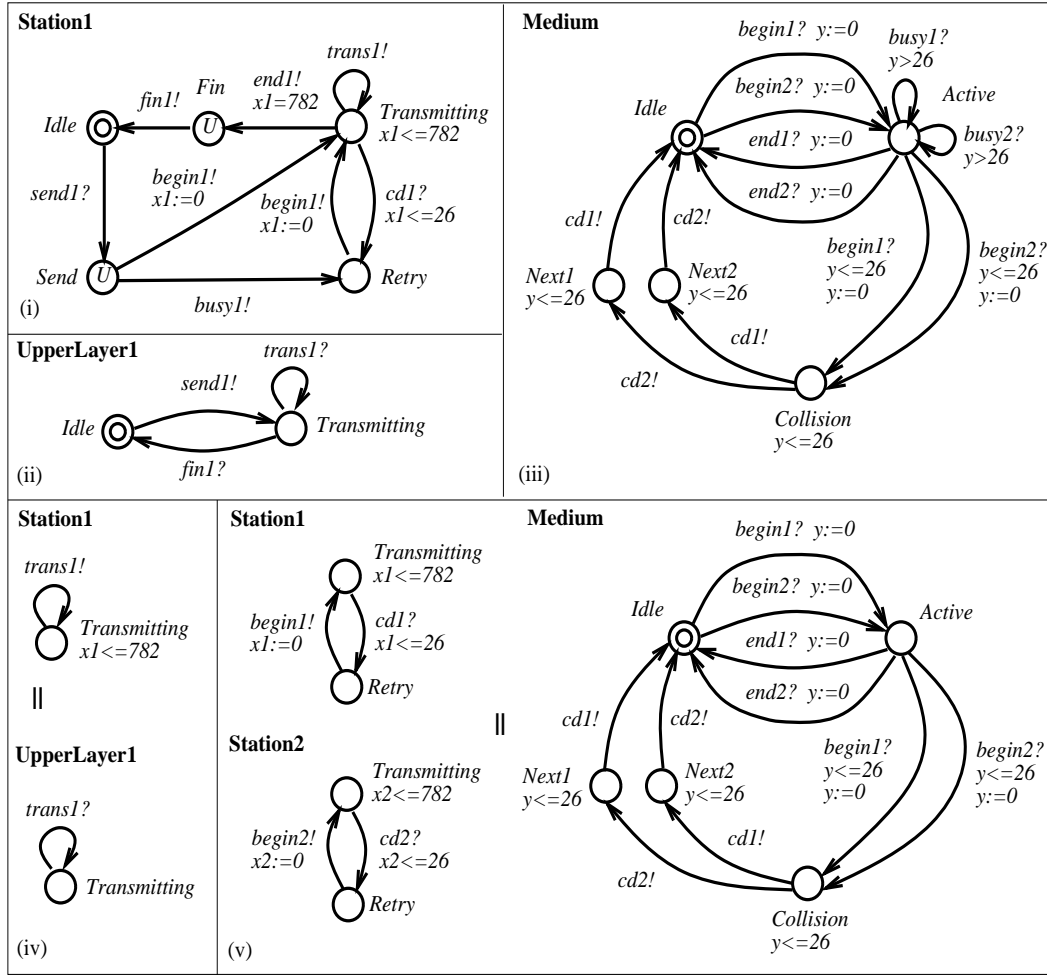 Station1
trans1!
Fin
end1!
x1=782
fin1!
Idle
U
Transmitting
x1<=782
send1?
begin1!
x1:=0
begin1!
x1:=0
cd1?
x1<=26
Send
U
Retry
busy1!
(i)
UpperLayer1
trans1?
send1!
Idle
Transmitting
fin1?
(ii)
Medium
begin1? y:=0
busy1?
y>26
begin2? y:=0
Idle
Active
end1? y:=0
busy2?
y>26
end2? y:=0
cd1!
cd2!
begin1?
y<=26
y:=0
begin2?
y<=26
y:=0
Next1
y<=26
Next2
y<=26
cd1!
cd2!
Collision
y<=26
(iii)
Station1
trans1!
Transmitting
x1<=782
||
UpperLayer1
trans1?
Transmitting
(iv)
Station1
Transmitting
x1<=782
begin1!
x1:=0
cd1?
x1<=26
Retry
Station2
Transmitting
x2<=782
begin2!
x2:=0
cd2?
x2<=26
Retry
(v)
||
Medium
begin1? y:=0
begin2? y:=0
Idle
Active
end1? y:=0
end2? y:=0
cd1!
cd2!
begin1?
y<=26
y:=0
begin2?
y<=26
y:=0
Next1
y<=26
Next2
y<=26
cd1!
cd2!
Collision
y<=26